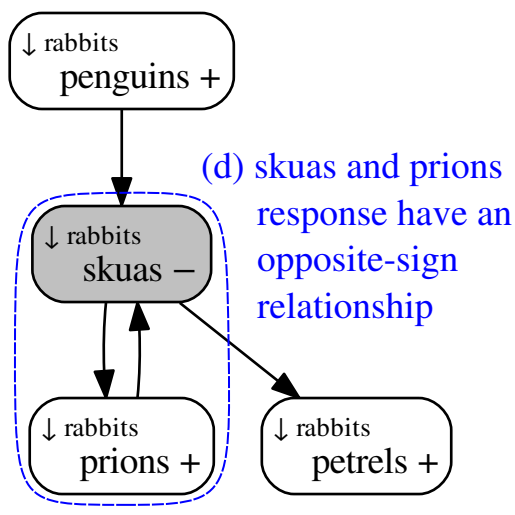 ↓ rabbits
penguins +
(d) skuas and prions
response have an
opposite-sign
relationship
↓ rabbits
skuas −
↓ rabbits
prions +
↓ rabbits
petrels +